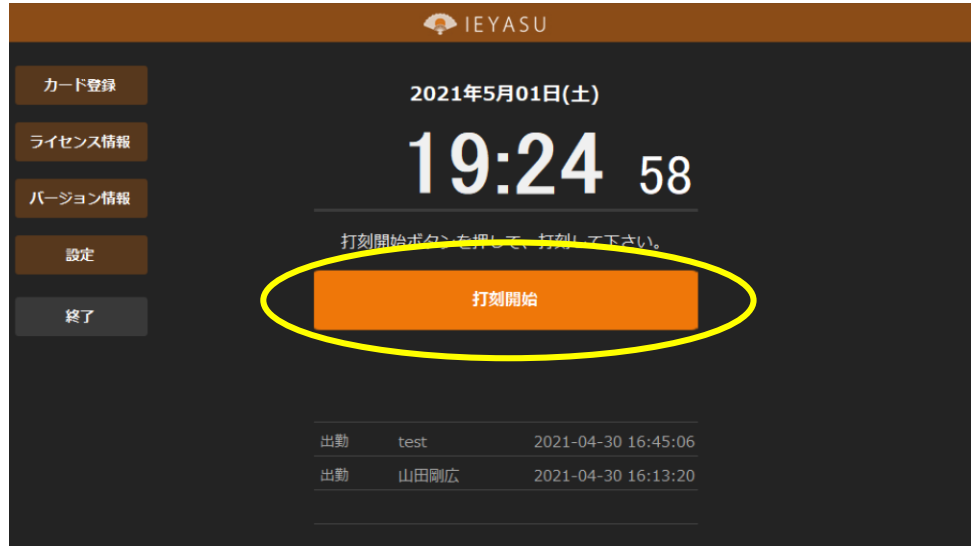 IEYASU
カード登録
ライセンス情報
バージョン情報
設定
終了
2021年5月01日(土)
19:24 58
打刻開始ボタンを押して、打刻して下さい。
打刻開始
出勤 test 2021-04-30 16:45:06
出勤 山田剛広 2021-04-30 16:13:20